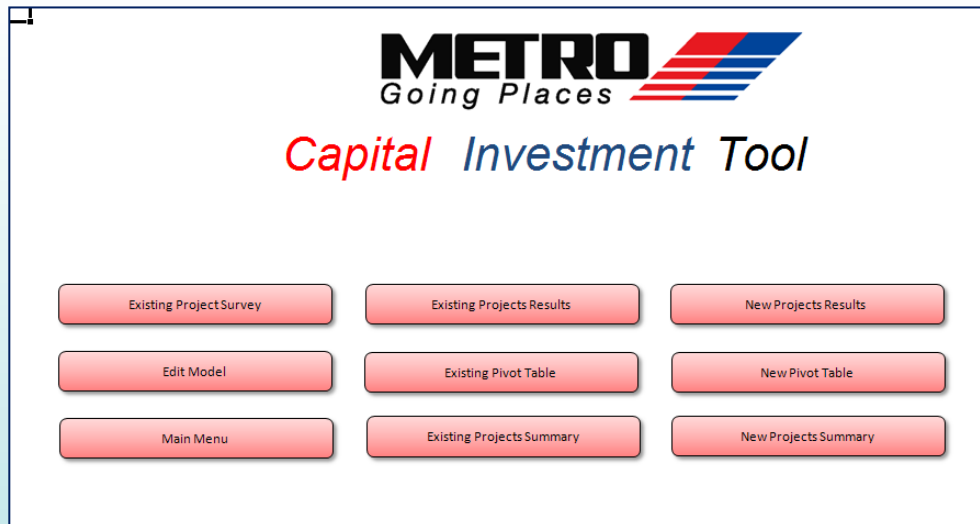 METRO
Going Places
Capital Investment Tool
Existing Project Survey
Existing Projects Results
New Projects Results
Edit Model
Existing Pivot Table
New Pivot Table
Main Menu
Existing Projects Summary
New Projects Summary